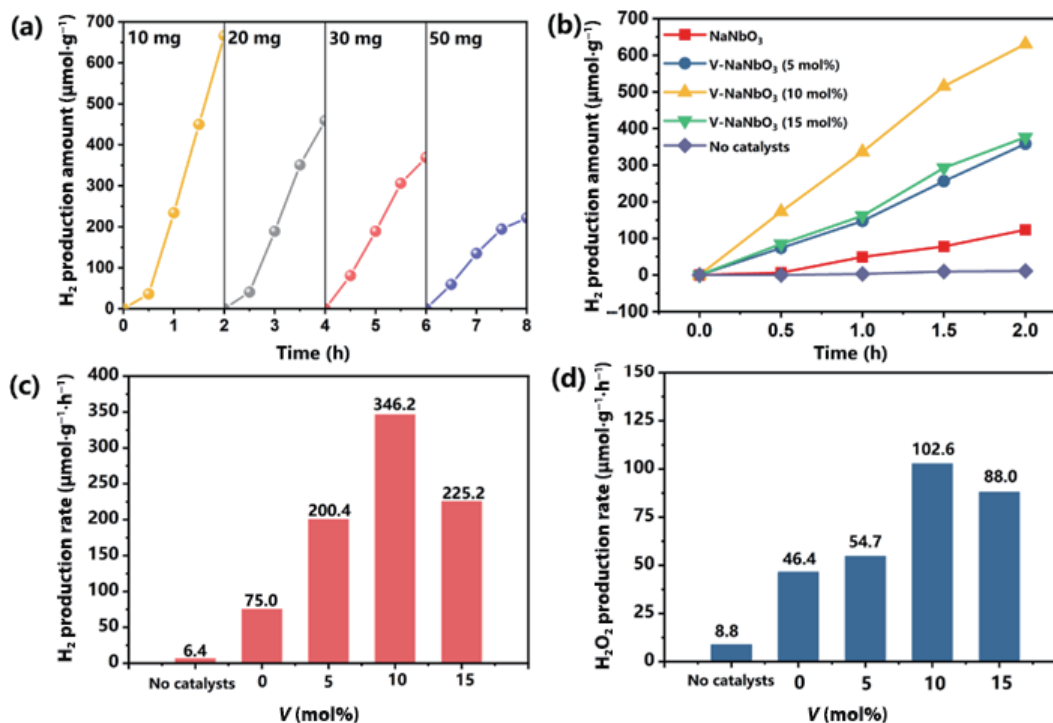 (a)
10 mg 20 mg 30 mg 50 mg
H₂ production amount (μmol·g⁻¹)
700
600
500
400
300
200
100
0
0 1 2 3 4 5 6 7 8
Time (h)
(b)
NaNbO₃
V-NaNbO₃ (5 mol%)
V-NaNbO₃ (10 mol%)
V-NaNbO₃ (15 mol%)
No catalysts
H₂ production amount (μmol·g⁻¹)
700
600
500
400
300
200
100
0
−100
0.0 0.5 1.0 1.5 2.0
Time (h)
(c)
H₂ production rate (μmol·g⁻¹·h⁻¹)
400
350
300
250
200
150
100
50
0
6.4
75.0
200.4
346.2
225.2
No catalysts 0 5 10 15
V (mol%)
(d)
H₂O₂ production rate (μmol·g⁻¹·h⁻¹)
150
125
100
75
50
25
0
8.8
46.4
54.7
102.6
88.0
No catalysts 0 5 10 15
V (mol%)